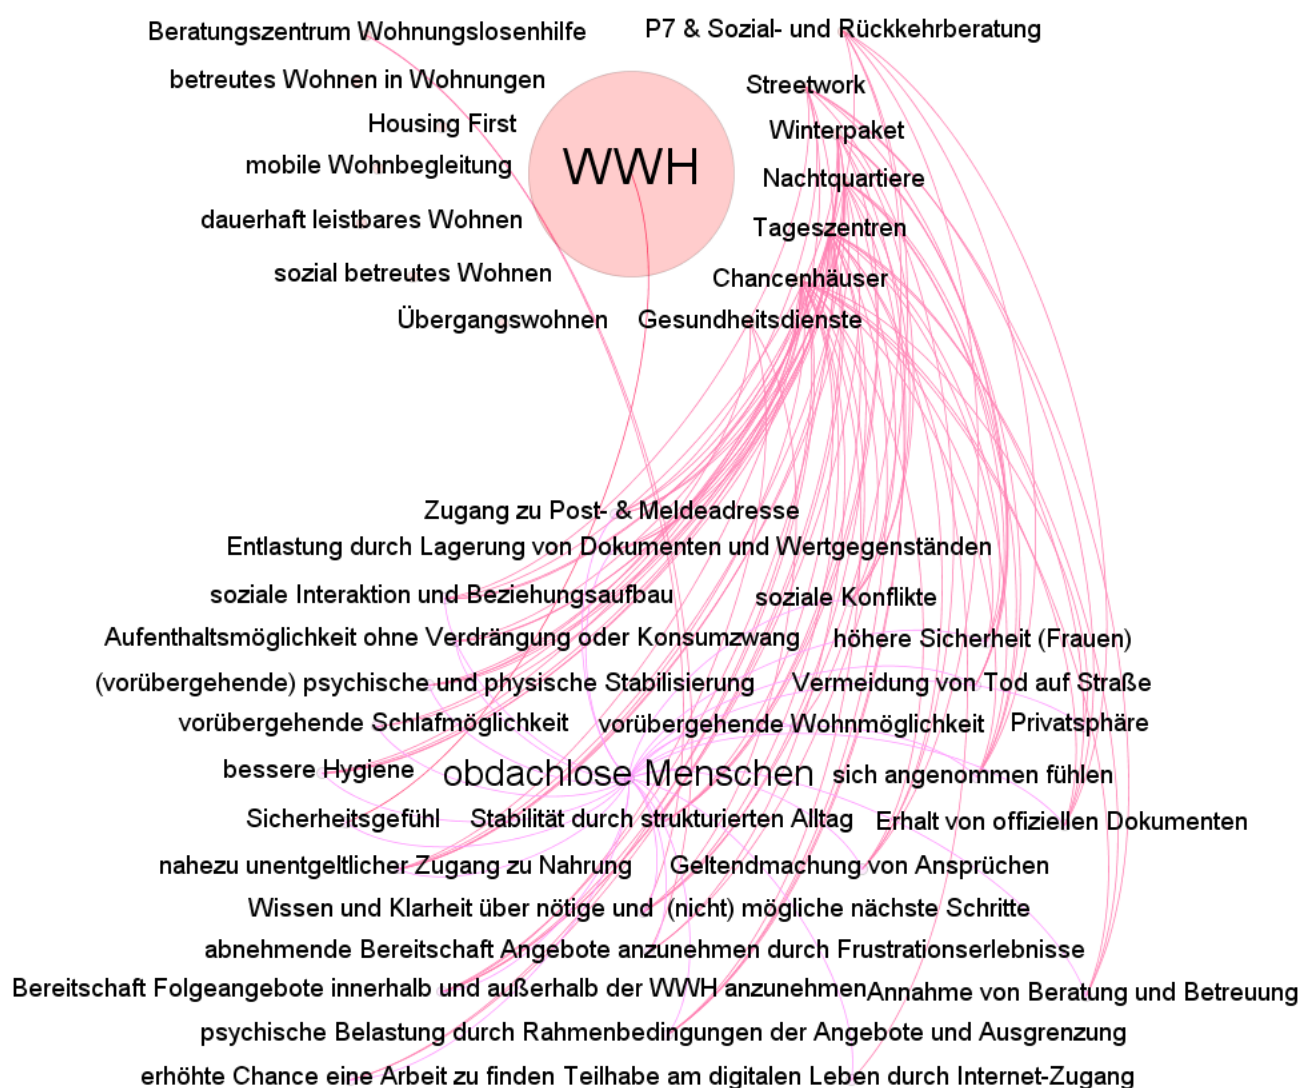 Beratungszentrum Wohnungslosenhilfe
P7 & Sozial- und Rückkehrberatung
betreutes Wohnen in Wohnungen
Streetwork
Housing First
Winterpaket
WWH
mobile Wohnbegleitung
Nachtquartiere
dauerhaft leistbares Wohnen
Tageszentren
sozial betreutes Wohnen
Chancenhäuser
Übergangswohnen
Gesundheitsdienste
Zugang zu Post- & Meldeadresse
Entlastung durch Lagerung von Dokumenten und Wertgegenständen
soziale Interaktion und Beziehungsaufbau
soziale Konflikte
Aufenthaltsmöglichkeit ohne Verdrängung oder Konsumzwang
höhere Sicherheit (Frauen)
(vorübergehende) psychische und physische Stabilisierung
Vermeidung von Tod auf Straße
vorübergehende Schlafmöglichkeit
vorübergehende Wohnmöglichkeit
Privatsphäre
bessere Hygiene
obdachlose Menschen
sich angenommen fühlen
Sicherheitsgefühl
Stabilität durch strukturierten Alltag
Erhalt von offiziellen Dokumenten
nahezu unentgeltlicher Zugang zu Nahrung
Geltendmachung von Ansprüchen
Wissen und Klarheit über nötige und (nicht) mögliche nächste Schritte
abnehmende Bereitschaft Angebote anzunehmen durch Frustrationserlebnisse
Bereitschaft Folgeangebote innerhalb und außerhalb der WWH anzunehmen
Annahme von Beratung und Betreuung
psychische Belastung durch Rahmenbedingungen der Angebote und Ausgrenzung
erhöhte Chance eine Arbeit zu finden
Teilhabe am digitalen Leben durch Internet-Zugang